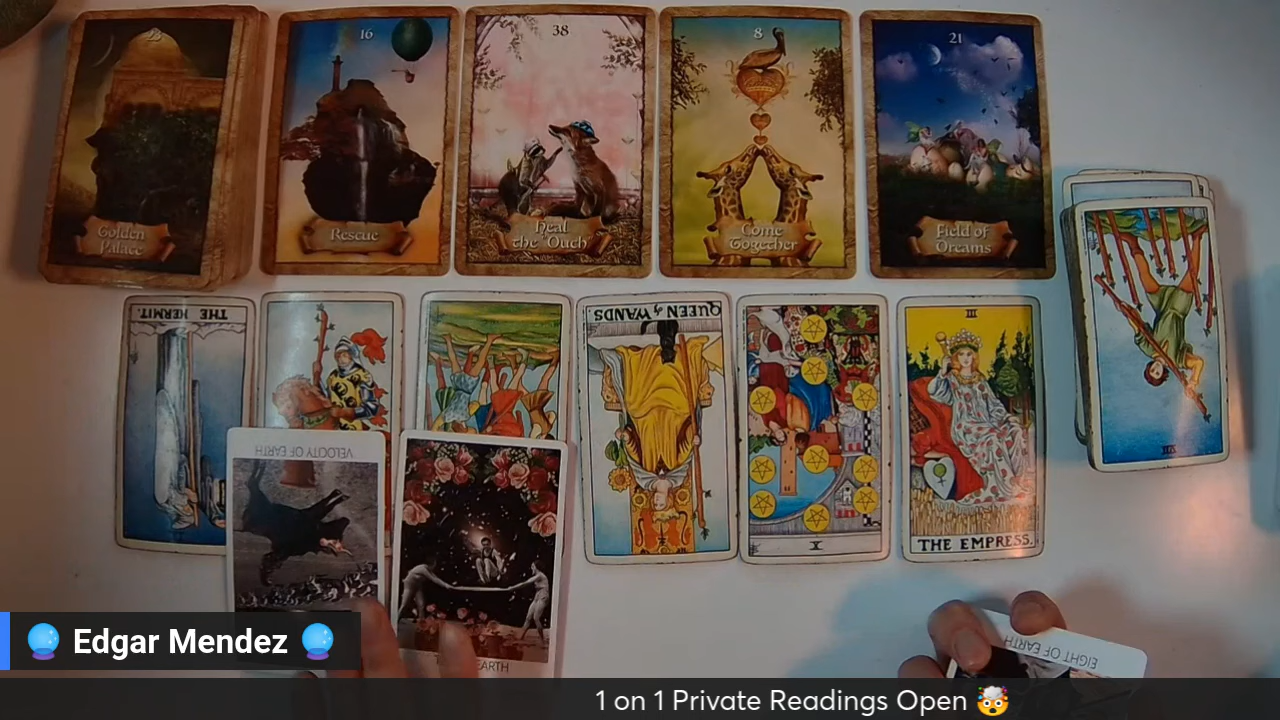 28
16
38
8
21
Golden
Palace
Rescue
Heal
the "Ouch"
Come
Together
Field of
Dreams
THE HERMIT.
QUEEN of WANDS.
III
X
THE EMPRESS.
VIII
VELOCITY OF EARTH
EARTH
EIGHT OF EARTH
🔮 Edgar Mendez 🔮
1 on 1 Private Readings Open 🤯